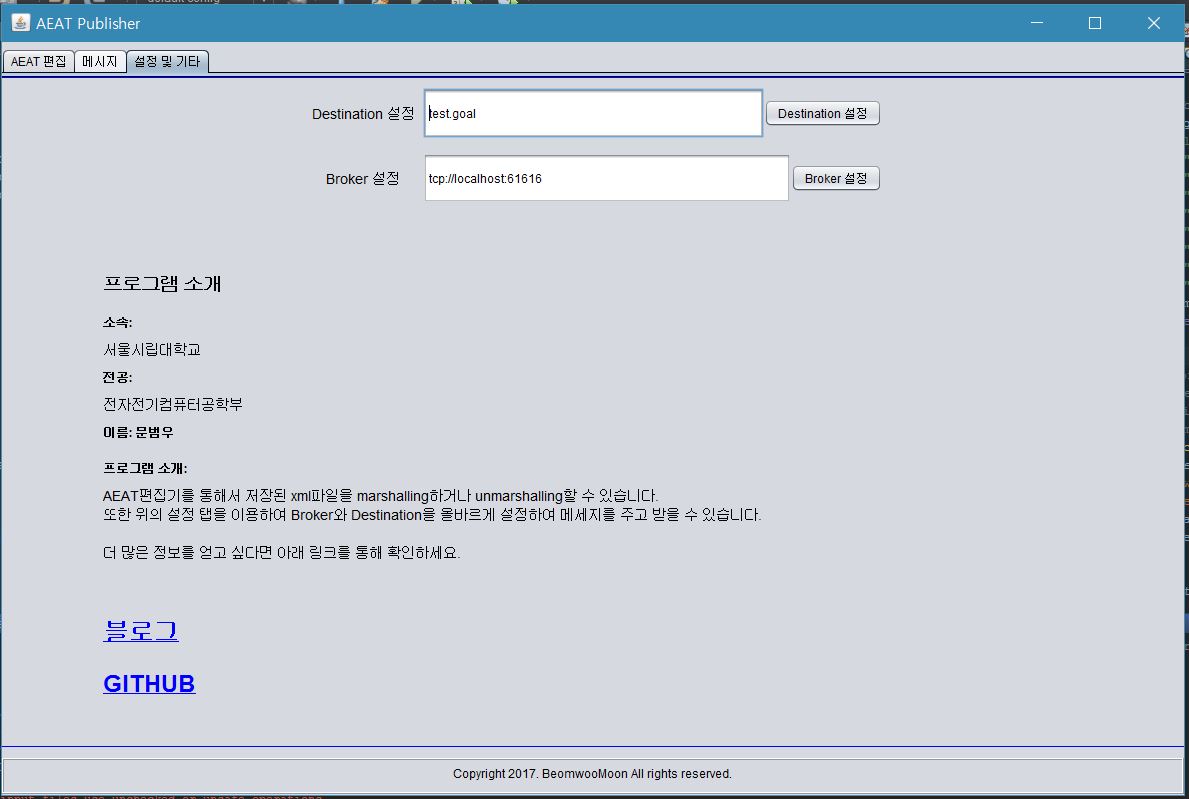 default config
AEAT Publisher
AEAT 편집 메시지 설정 및 기타
Destination 설정 test.goal Destination 설정
Broker 설정 tcp://localhost:61616 Broker 설정
프로그램 소개
소속:
서울시립대학교
전공:
전자전기컴퓨터공학부
이름: 문범우
프로그램 소개:
AEAT편집기를 통해서 저장된 xml파일을 marshalling하거나 unmarshalling할 수 있습니다.
또한 위의 설정 탭을 이용하여 Broker와 Destination을 올바르게 설정하여 메세지를 주고 받을 수 있습니다.
더 많은 정보를 얻고 싶다면 아래 링크를 통해 확인하세요.
블로그
GITHUB
Copyright 2017. BeomwooMoon All rights reserved.